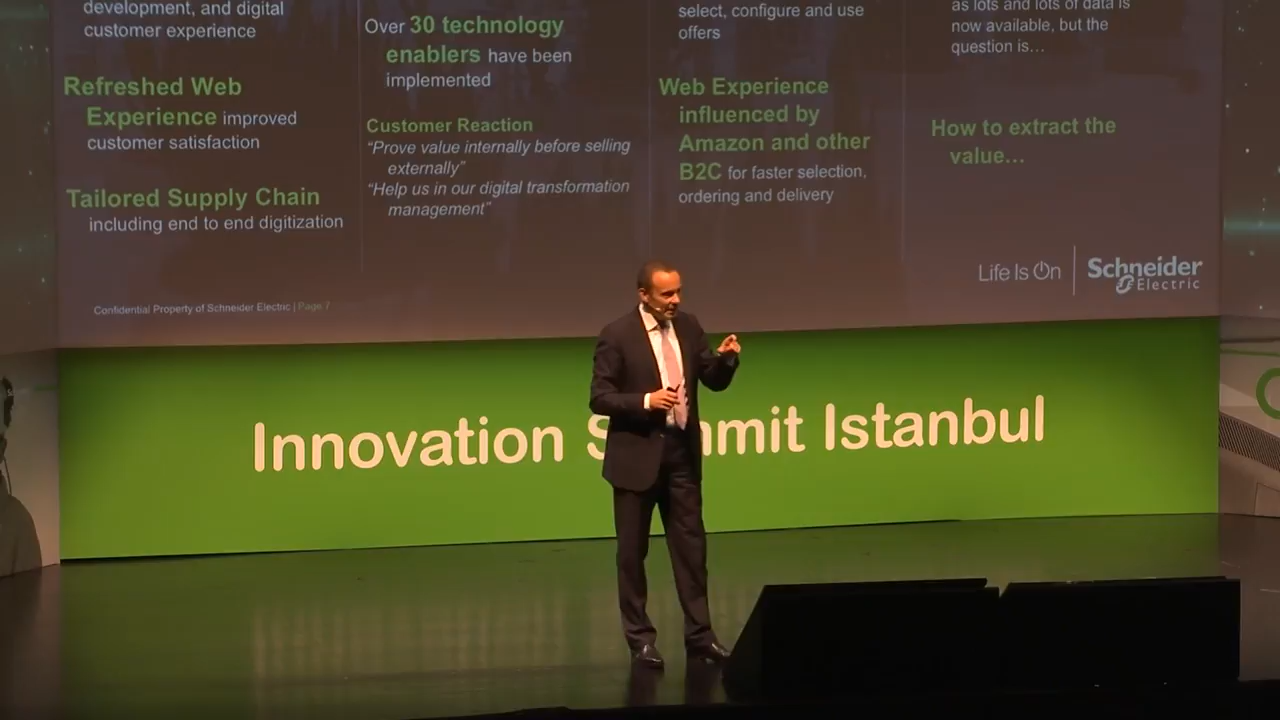 development, and digital
customer experience
Refreshed Web
Experience improved
customer satisfaction
Tailored Supply Chain
including end to end digitization
Over 30 technology
enablers have been
implemented
Customer Reaction
“Prove value internally before selling
externally”
“Help us in our digital transformation
management”
select, configure and use
offers
Web Experience
influenced by
Amazon and other
B2C for faster selection,
ordering and delivery
as lots and lots of data is
now available, but the
question is…
How to extract the
value…
Confidential Property of Schneider Electric | Page 7
Life Is On
Schneider
Electric
Innovation S mmit Istanbul